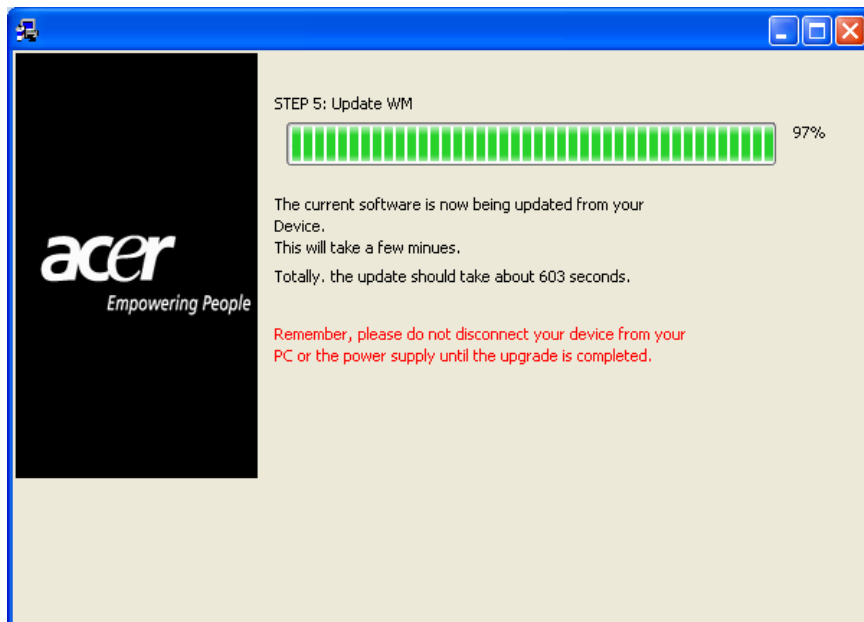 STEP 5: Update WM
97%
The current software is now being updated from your
Device.
This will take a few minues.
Totally. the update should take about 603 seconds.
acer
Empowering People
Remember, please do not disconnect your device from your
PC or the power supply until the upgrade is completed.